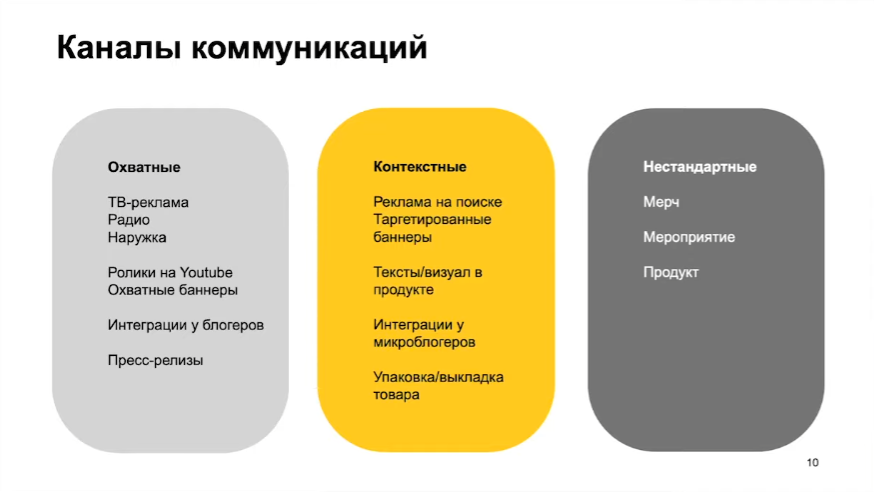 Каналы коммуникаций
Охватные
ТВ-реклама
Радио
Наружка
Ролики на Youtube
Охватные баннеры
Интеграции у блогеров
Пресс-релизы
Контекстные
Реклама на поиске
Таргетированные
баннеры
Тексты/визуал в
продукте
Интеграции у
микроблогеров
Упаковка/выкладка
товара
Нестандартные
Мерч
Мероприятие
Продукт
10